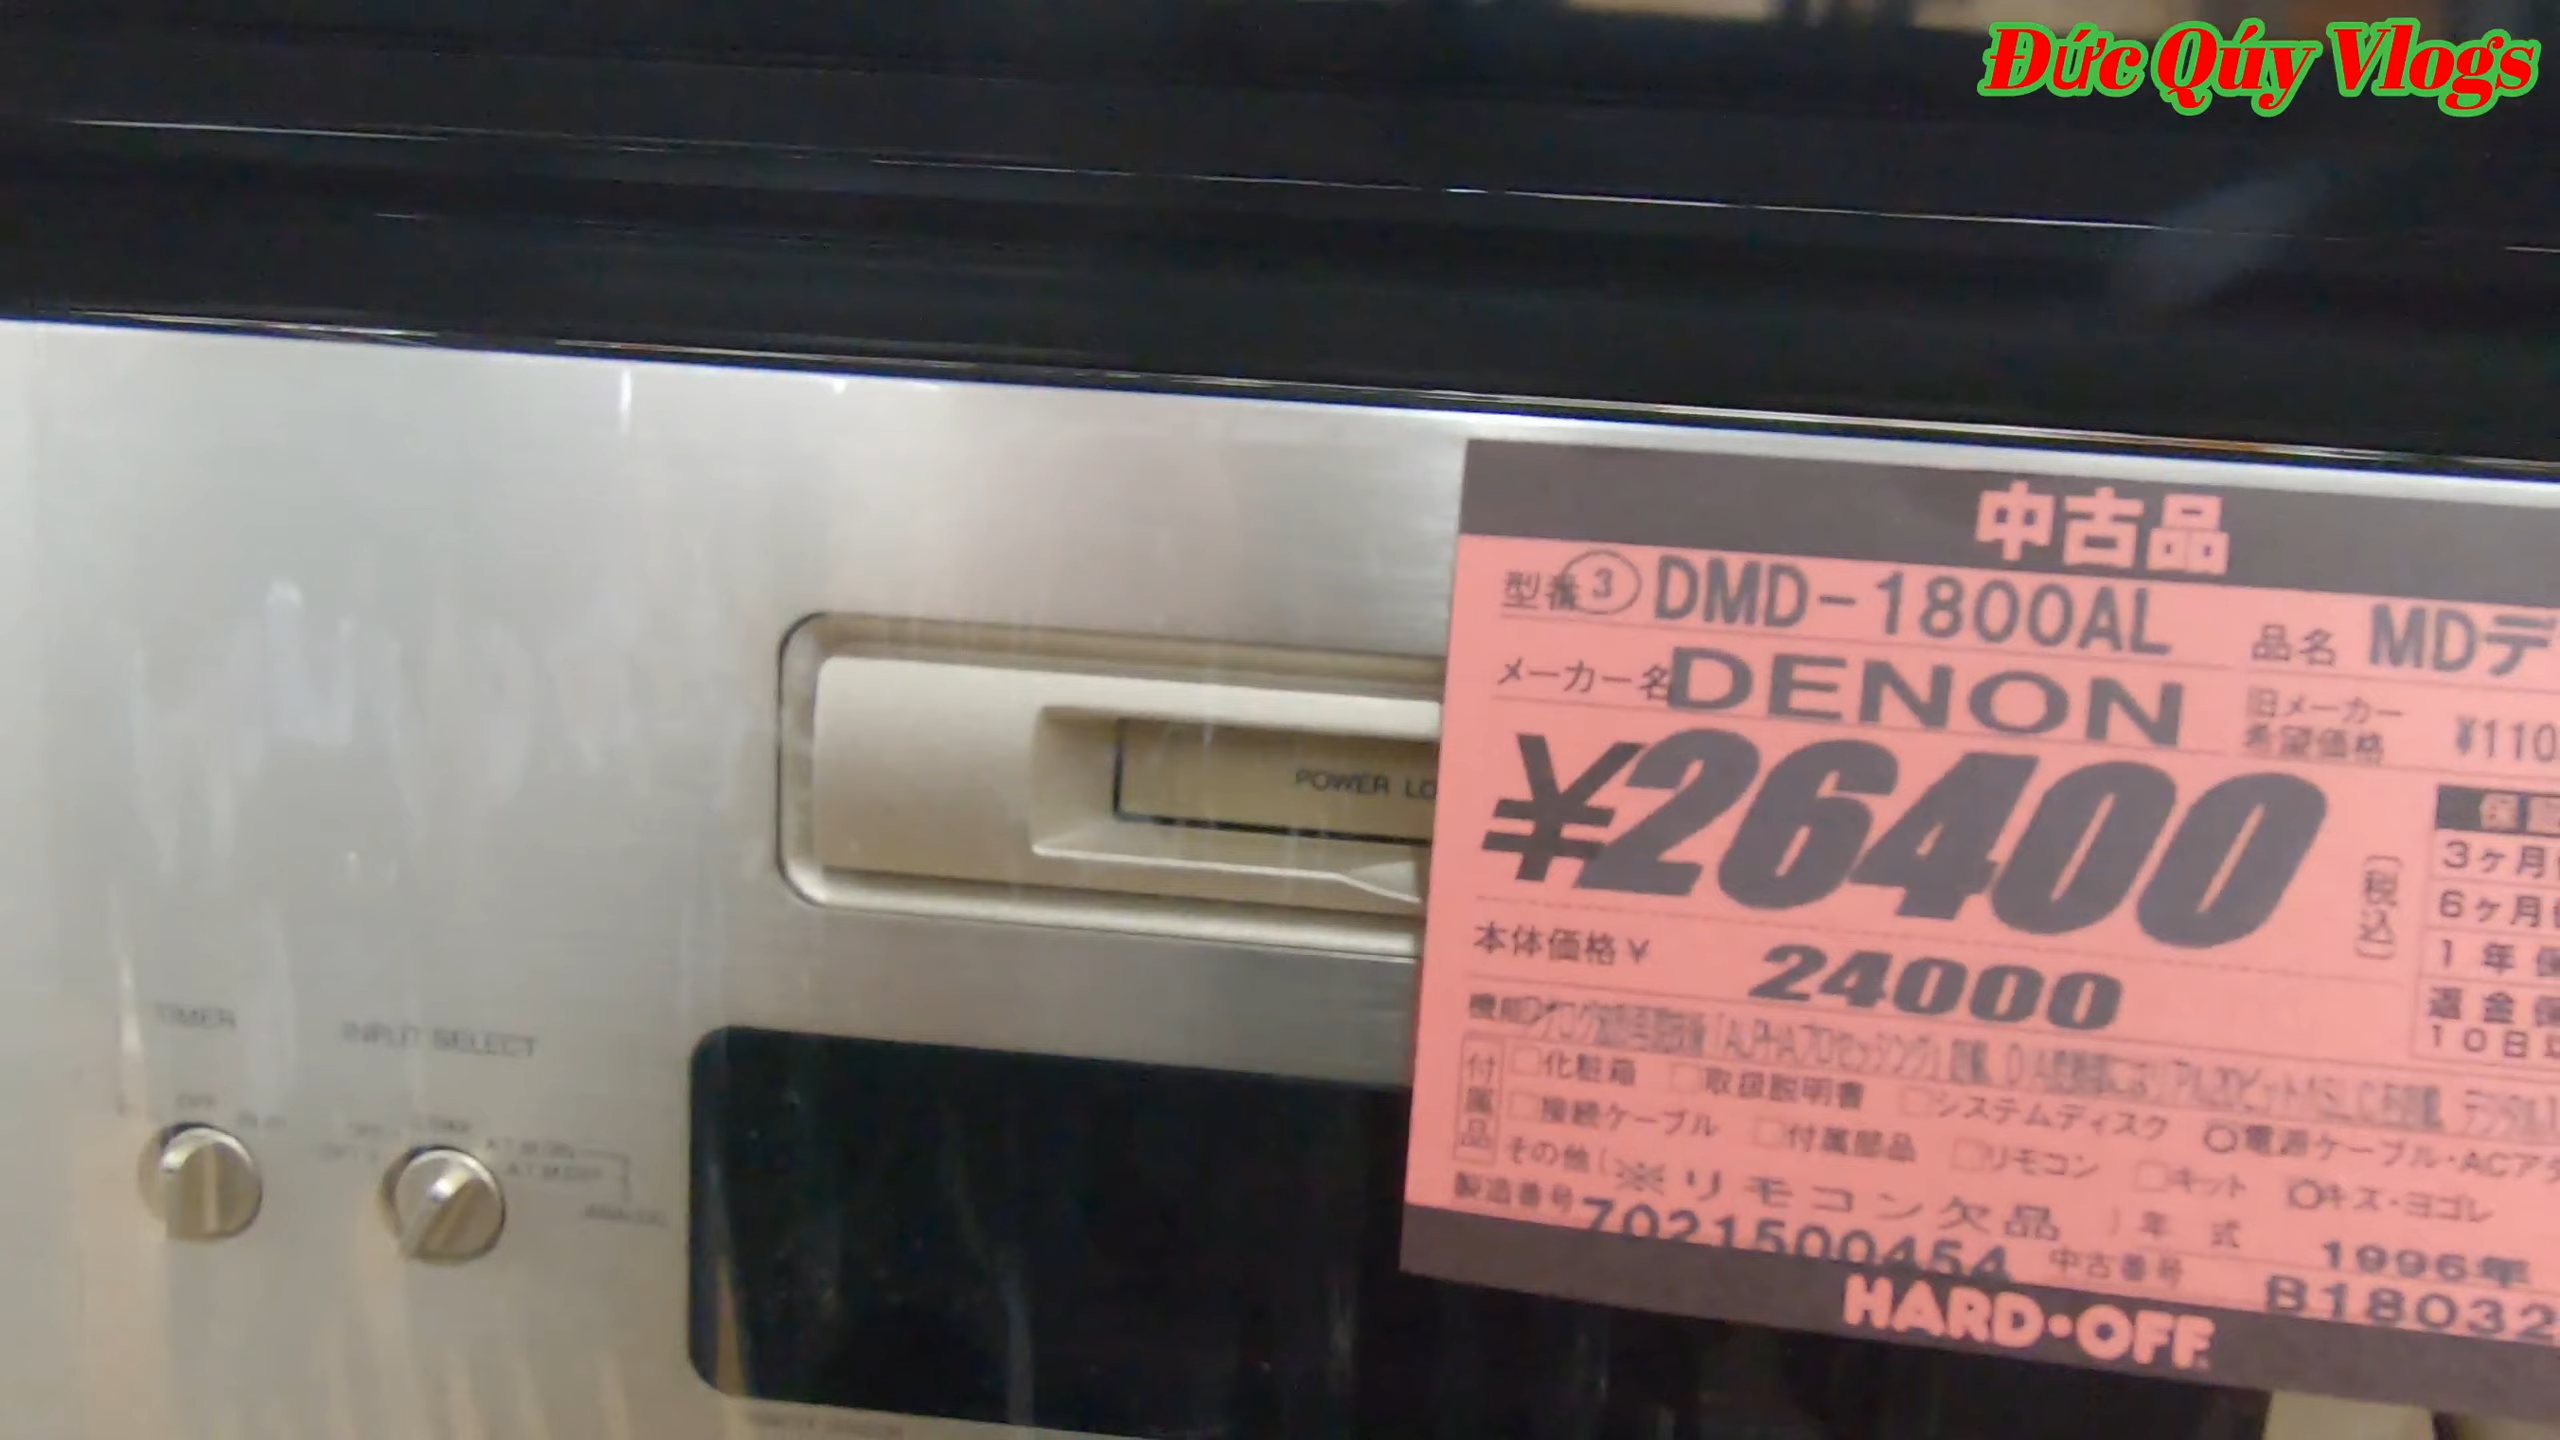 Đức Qúy Vlogs
中古品
型番 3 DMD-1800AL 品名 MDデ
メーカー名 DENON 旧メーカー希望価格 ¥110
¥26400 (税込)
本体価格¥ 24000
3ヶ月
6ヶ月
1年保
返金保
10日
付属品 化粧箱 取扱説明書 システムディスク 電源ケーブル・ACアダ
接続ケーブル 付属部品 リモコン キット キズ・ヨゴレ
その他(※リモコン欠品 ) 年式 1996年
製造番号 7021500454 中古番号 B18032
HARD・OFF
POWER LO
TIMER
INPUT SELECT